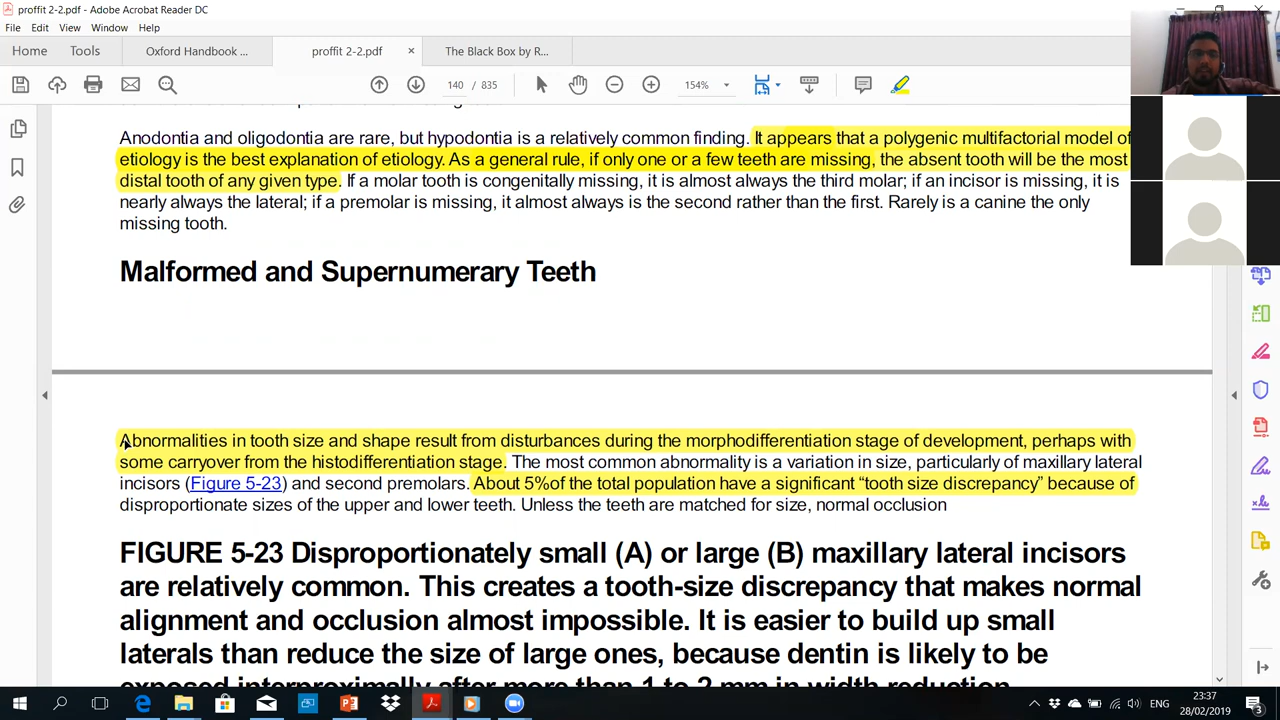 proffit 2-2.pdf - Adobe Acrobat Reader DC
File Edit View Window Help
Home Tools Oxford Handbook ... proffit 2-2.pdf × The Black Box by R...
140 / 835 154%
Anodontia and oligodontia are rare, but hypodontia is a relatively common finding. It appears that a polygenic multifactorial model of
etiology is the best explanation of etiology. As a general rule, if only one or a few teeth are missing, the absent tooth will be the most
distal tooth of any given type. If a molar tooth is congenitally missing, it is almost always the third molar; if an incisor is missing, it is
nearly always the lateral; if a premolar is missing, it almost always is the second rather than the first. Rarely is a canine the only
missing tooth.
Malformed and Supernumerary Teeth
Abnormalities in tooth size and shape result from disturbances during the morphodifferentiation stage of development, perhaps with
some carryover from the histodifferentiation stage. The most common abnormality is a variation in size, particularly of maxillary lateral
incisors (Figure 5-23) and second premolars. About 5%of the total population have a significant “tooth size discrepancy” because of
disproportionate sizes of the upper and lower teeth. Unless the teeth are matched for size, normal occlusion
FIGURE 5-23 Disproportionately small (A) or large (B) maxillary lateral incisors
are relatively common. This creates a tooth-size discrepancy that makes normal
alignment and occlusion almost impossible. It is easier to build up small
laterals than reduce the size of large ones, because dentin is likely to be
exposed interproximally after more than 1 to 2 mm in width reduction
ENG 23:37
28/02/2019
3